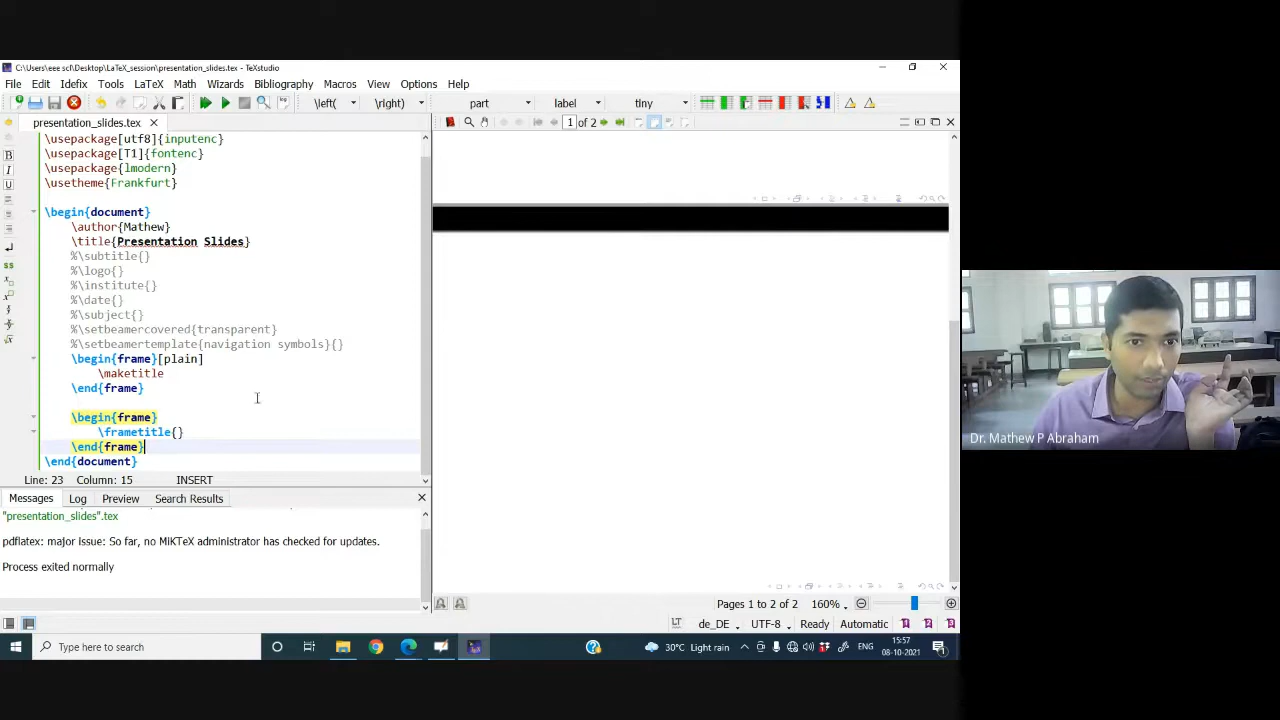 C:\Users\eee scl\Desktop\LaTeX_session\presentation_slides.tex - TeXstudio
File Edit Idefix Tools LaTeX Math Wizards Bibliography Macros View Options Help
\left( \right) part label tiny
presentation_slides.tex
1 of 2
\usepackage[utf8]{inputenc}
\usepackage[T1]{fontenc}
\usepackage{lmodern}
\usetheme{Frankfurt}
\begin{document}
\author{Mathew}
\title{Presentation Slides}
%\subtitle{}
%\logo{}
%\institute{}
%\date{}
%\subject{}
%\setbeamercovered{transparent}
%\setbeamertemplate{navigation symbols}{}
\begin{frame}[plain]
\maketitle
\end{frame}
\begin{frame}
\frametitle{}
\end{frame}
\end{document}
Line: 23 Column: 15 INSERT
Messages Log Preview Search Results
"presentation_slides".tex
pdflatex: major issue: So far, no MiKTeX administrator has checked for updates.
Process exited normally
Pages 1 to 2 of 2 160%
LT de_DE UTF-8 Ready Automatic
Type here to search
30°C Light rain ENG
15:57
08-10-2021
Dr. Mathew P Abraham